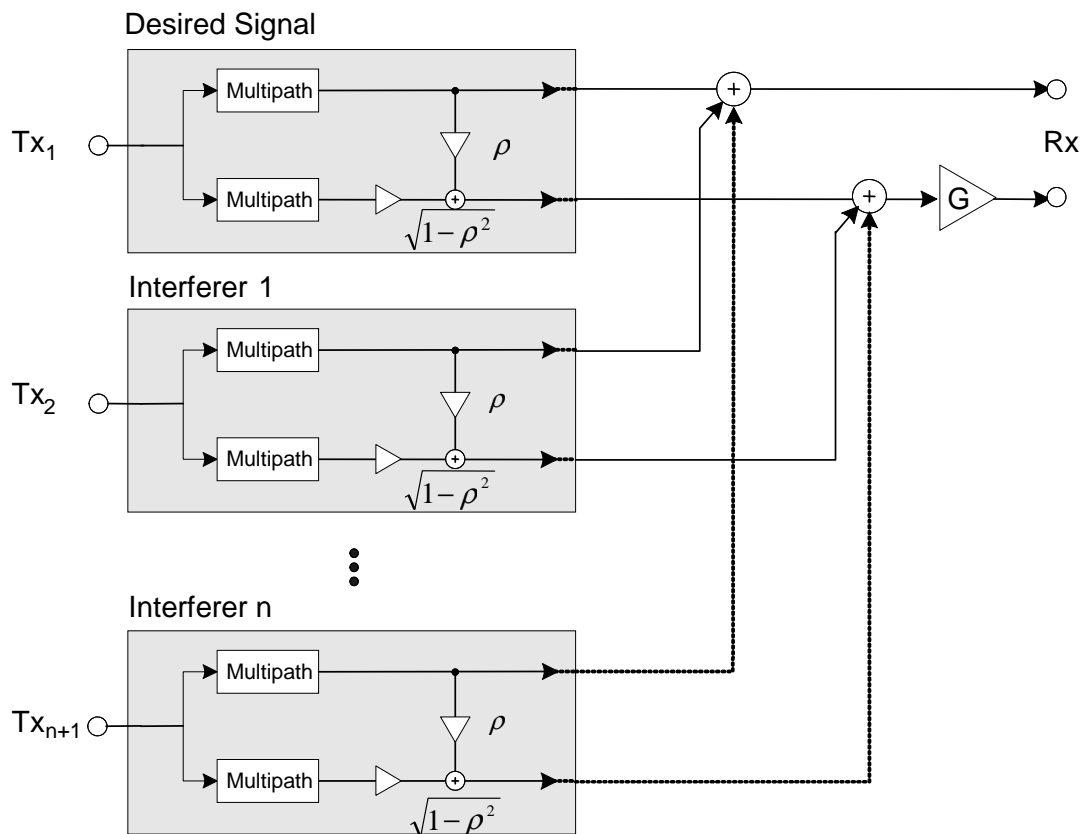 Desired Signal
Tx₁
Multipath
ρ
Multipath
+
√1−ρ²
+
+
G
Rx
Interferer 1
Tx₂
Multipath
ρ
Multipath
+
√1−ρ²
Interferer n
Txₙ₊₁
Multipath
ρ
Multipath
+
√1−ρ²